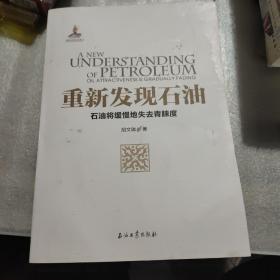 A NEW
UNDERSTANDING
OF PETROLEUM
OIL ATTRACTIVENESS IS GRADUALLY FADING
重新发现石油
石油将缓慢地失去青睐度
著
石油工业出版社